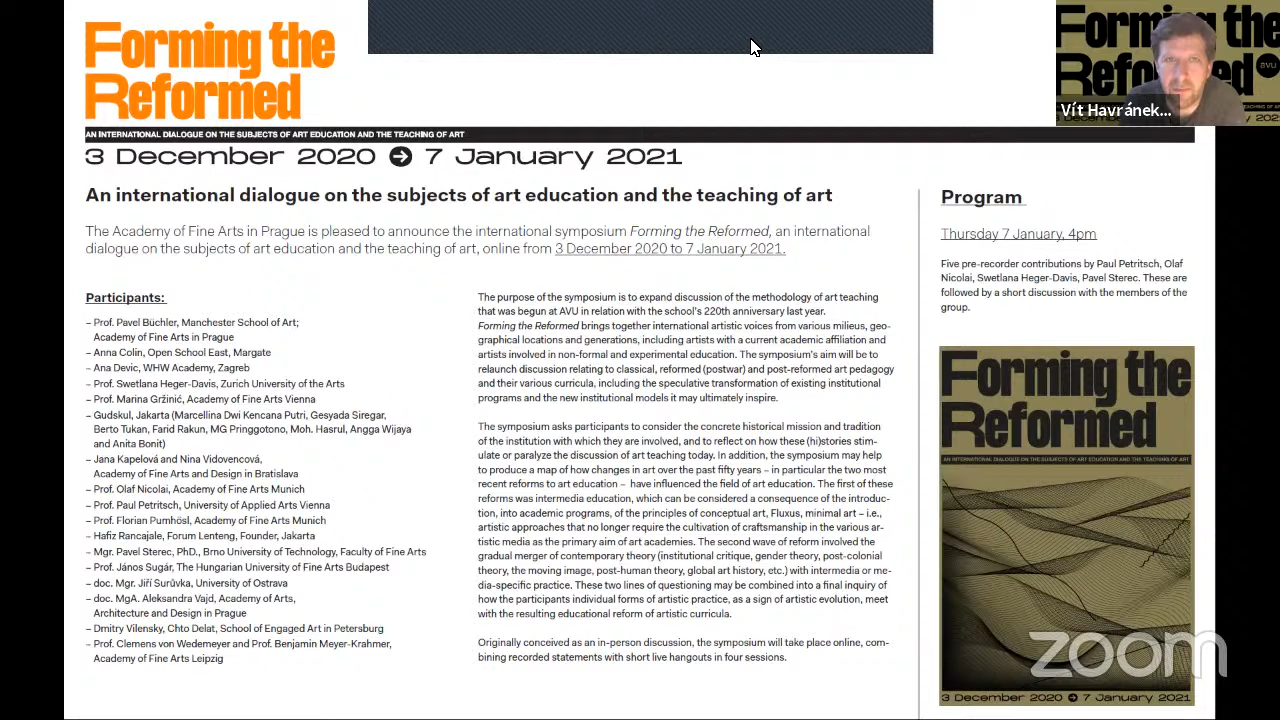 Forming the
Reformed
AN INTERNATIONAL DIALOGUE ON THE SUBJECTS OF ART EDUCATION AND THE TEACHING OF ART
3 December 2020 ➔ 7 January 2021
An international dialogue on the subjects of art education and the teaching of art
The Academy of Fine Arts in Prague is pleased to announce the international symposium Forming the Reformed, an international
dialogue on the subjects of art education and the teaching of art, online from 3 December 2020 to 7 January 2021.
Participants:
– Prof. Pavel Büchler, Manchester School of Art;
Academy of Fine Arts in Prague
– Anna Colin, Open School East, Margate
– Ana Devic, WHW Academy, Zagreb
– Prof. Swetlana Heger-Davis, Zurich University of the Arts
– Prof. Marina Gržinić, Academy of Fine Arts Vienna
– Gudskul, Jakarta (Marcellina Dwi Kencana Putri, Gesyada Siregar,
Berto Tukan, Farid Rakun, MG Pringgotono, Moh. Hasrul, Angga Wijaya
and Anita Bonit)
– Jana Kapelová and Nina Vidovencová,
Academy of Fine Arts and Design in Bratislava
– Prof. Olaf Nicolai, Academy of Fine Arts Munich
– Prof. Paul Petritsch, University of Applied Arts Vienna
– Prof. Florian Pumhösl, Academy of Fine Arts Munich
– Hafiz Rancajale, Forum Lenteng, Founder, Jakarta
– Mgr. Pavel Sterec, PhD., Brno University of Technology, Faculty of Fine Arts
– Prof. János Sugár, The Hungarian University of Fine Arts Budapest
– doc. Mgr. Jiří Surůvka, University of Ostrava
– doc. MgA. Aleksandra Vajd, Academy of Arts,
Architecture and Design in Prague
– Dmitry Vilensky, Chto Delat, School of Engaged Art in Petersburg
– Prof. Clemens von Wedemeyer and Prof. Benjamin Meyer-Krahmer,
Academy of Fine Arts Leipzig
The purpose of the symposium is to expand discussion of the methodology of art teaching
that was begun at AVU in relation with the school's 220th anniversary last year.
Forming the Reformed brings together international artistic voices from various milieus, geo-
graphical locations and generations, including artists with a current academic affiliation and
artists involved in non-formal and experimental education. The symposium's aim will be to
relaunch discussion relating to classical, reformed (postwar) and post-reformed art pedagogy
and their various curricula, including the speculative transformation of existing institutional
programs and the new institutional models it may ultimately inspire.
The symposium asks participants to consider the concrete historical mission and tradition
of the institution with which they are involved, and to reflect on how these (hi)stories stim-
ulate or paralyze the discussion of art teaching today. In addition, the symposium may help
to produce a map of how changes in art over the past fifty years – in particular the two most
recent reforms to art education – have influenced the field of art education. The first of these
reforms was intermedia education, which can be considered a consequence of the introduc-
tion, into academic programs, of the principles of conceptual art, Fluxus, minimal art – i.e.,
artistic approaches that no longer require the cultivation of craftsmanship in the various ar-
tistic media as the primary aim of art academies. The second wave of reform involved the
gradual merger of contemporary theory (institutional critique, gender theory, post-colonial
theory, the moving image, post-human theory, global art history, etc.) with intermedia or me-
dia-specific practice. These two lines of questioning may be combined into a final inquiry of
how the participants individual forms of artistic practice, as a sign of artistic evolution, meet
with the resulting educational reform of artistic curricula.
Originally conceived as an in-person discussion, the symposium will take place online, com-
bining recorded statements with short live hangouts in four sessions.
Program
Thursday 7 January, 4pm
Five pre-recorder contributions by Paul Petritsch, Olaf
Nicolai, Swetlana Heger-Davis, Pavel Sterec. These are
followed by a short discussion with the members of the
group.
Forming the
Reformed
AN INTERNATIONAL DIALOGUE ON THE SUBJECTS OF ART EDUCATION AND THE TEACHING OF ART
3 December 2020 ➔ 7 January 2021
zoom
Forming the
avu
Vít Havránek...